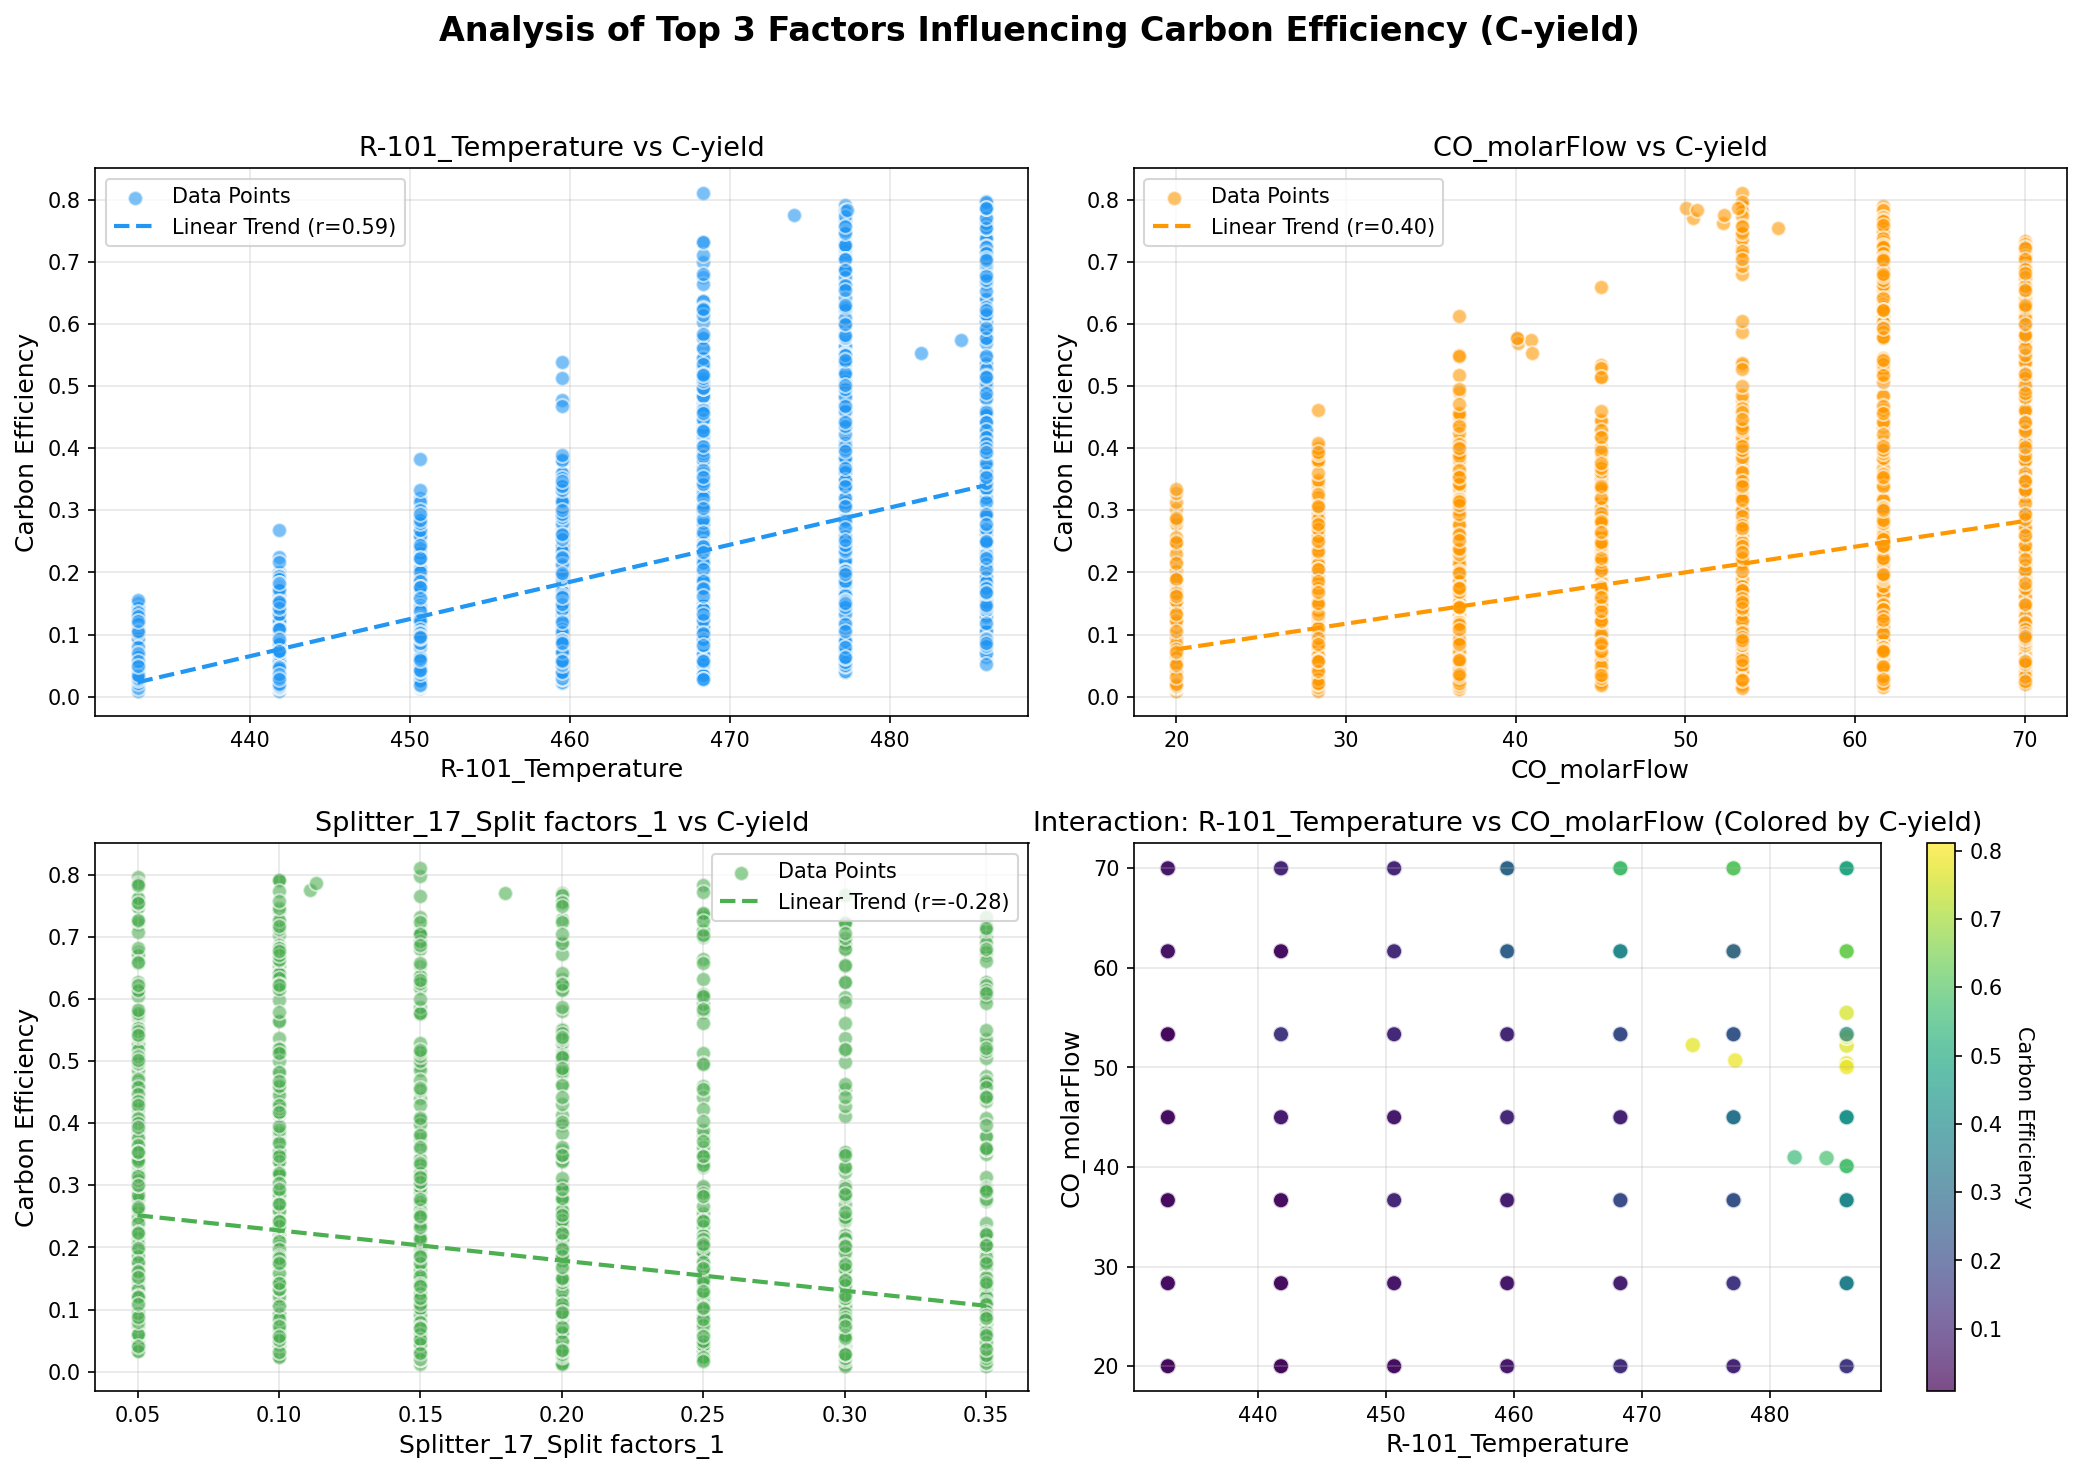 Analysis of Top 3 Factors Influencing Carbon Efficiency (C-yield)
R-101_Temperature vs C-yield
Data Points
Linear Trend (r=0.59)
Carbon Efficiency
0.8
0.7
0.6
0.5
0.4
0.3
0.2
0.1
0.0
440 450 460 470 480
R-101_Temperature
CO_molarFlow vs C-yield
Data Points
Linear Trend (r=0.40)
Carbon Efficiency
0.8
0.7
0.6
0.5
0.4
0.3
0.2
0.1
0.0
20 30 40 50 60 70
CO_molarFlow
Splitter_17_Split factors_1 vs C-yield
Data Points
Linear Trend (r=-0.28)
Carbon Efficiency
0.8
0.7
0.6
0.5
0.4
0.3
0.2
0.1
0.0
0.05 0.10 0.15 0.20 0.25 0.30 0.35
Splitter_17_Split factors_1
Interaction: R-101_Temperature vs CO_molarFlow (Colored by C-yield)
CO_molarFlow
70
60
50
40
30
20
440 450 460 470 480
R-101_Temperature
0.8
0.7
0.6
0.5
0.4
0.3
0.2
0.1
Carbon Efficiency